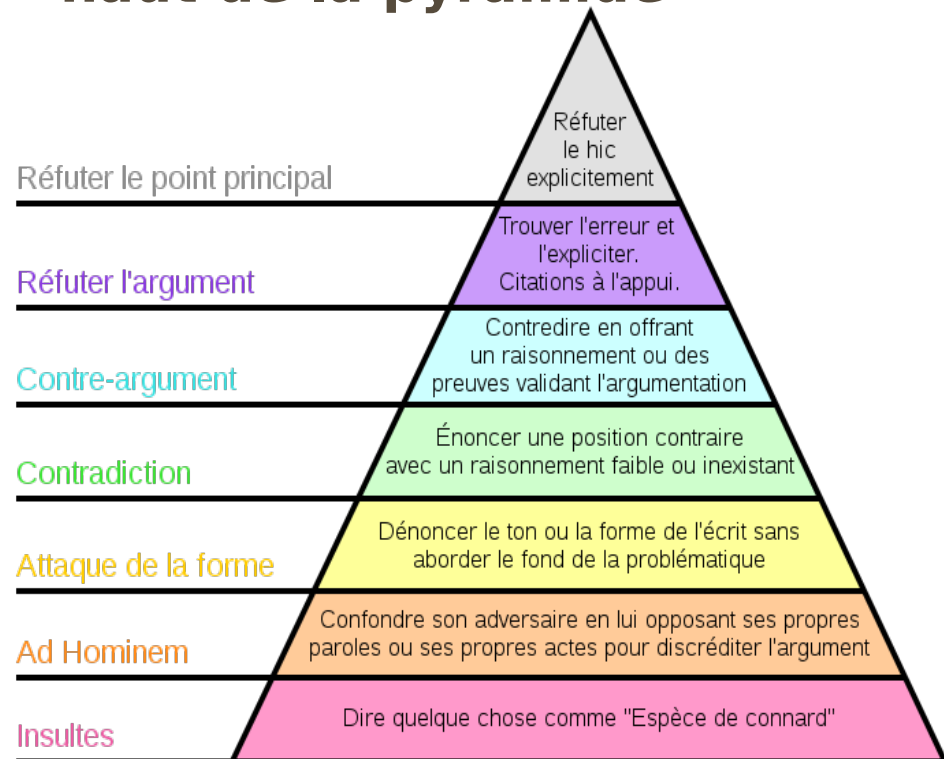 haut de la pyramide
Réfuter
le hic
explicitement
Réfuter le point principal
Trouver l'erreur et
l'expliciter.
Citations à l'appui.
Réfuter l'argument
Contredire en offrant
un raisonnement ou des
preuves validant l'argumentation
Contre-argument
Énoncer une position contraire
avec un raisonnement faible ou inexistant
Contradiction
Dénoncer le ton ou la forme de l'écrit sans
aborder le fond de la problématique
Attaque de la forme
Confondre son adversaire en lui opposant ses propres
paroles ou ses propres actes pour discréditer l'argument
Ad Hominem
Dire quelque chose comme "Espèce de connard"
Insultes